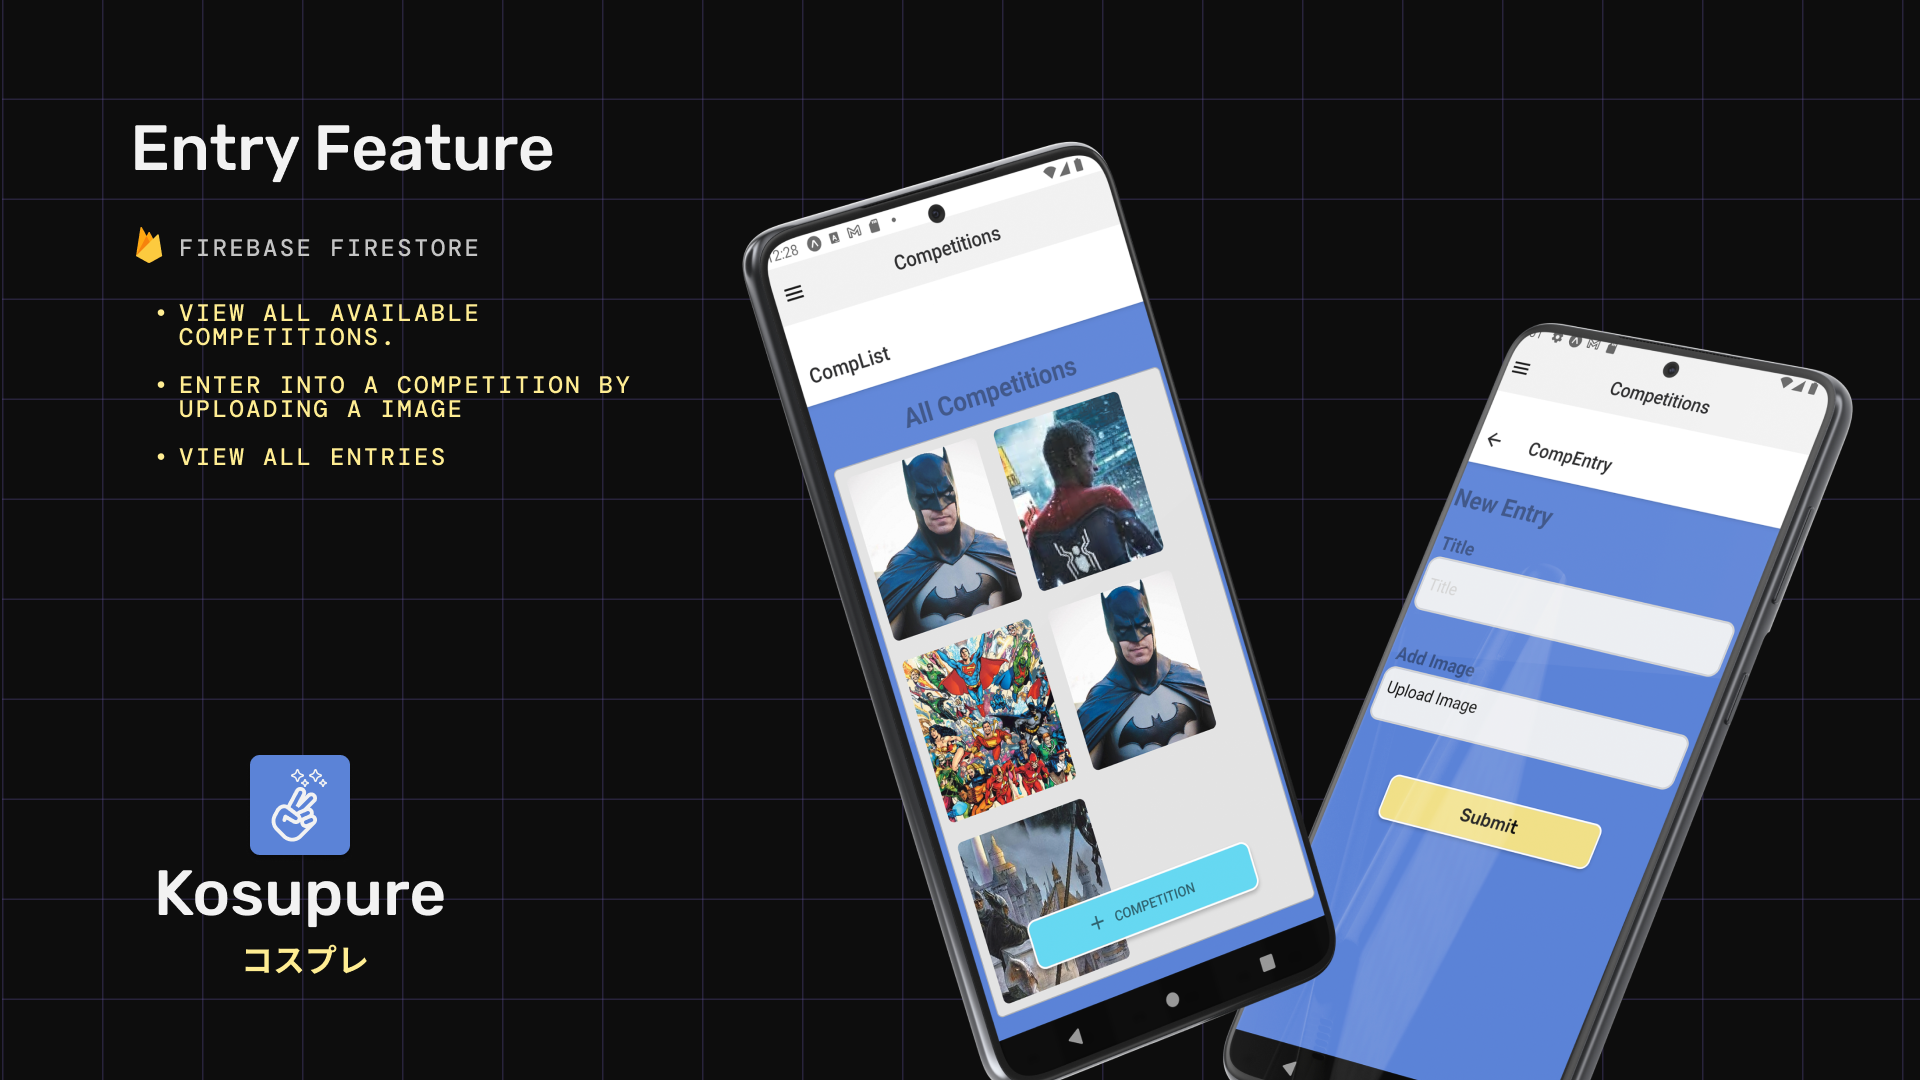 Entry Feature
FIREBASE FIRESTORE
• VIEW ALL AVAILABLE
COMPETITIONS.
• ENTER INTO A COMPETITION BY
UPLOADING A IMAGE
• VIEW ALL ENTRIES
Kosupure
コスプレ
12:28
Competitions
CompList
All Competitions
+ COMPETITION
Competitions
CompEntry
New Entry
Title
Title
Add Image
Upload Image
Submit